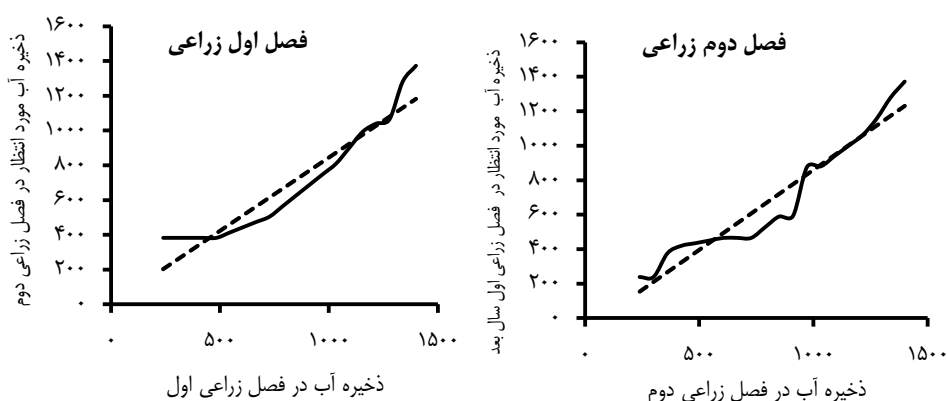 فصل اول زراعی
ذخیره آب مورد انتظار در فصل زراعی دوم
۱۶۰۰
۱۴۰۰
۱۲۰۰
۱۰۰۰
۸۰۰
۶۰۰
۴۰۰
۲۰۰
۰
۰ ۵۰۰ ۱۰۰۰ ۱۵۰۰
ذخیره آب در فصل زراعی اول
فصل دوم زراعی
ذخیره آب مورد انتظار در فصل زراعی اول سال بعد
۱۶۰۰
۱۴۰۰
۱۲۰۰
۱۰۰۰
۸۰۰
۶۰۰
۴۰۰
۲۰۰
۰
۰ ۵۰۰ ۱۰۰۰ ۱۵۰۰
ذخیره آب در فصل زراعی دوم